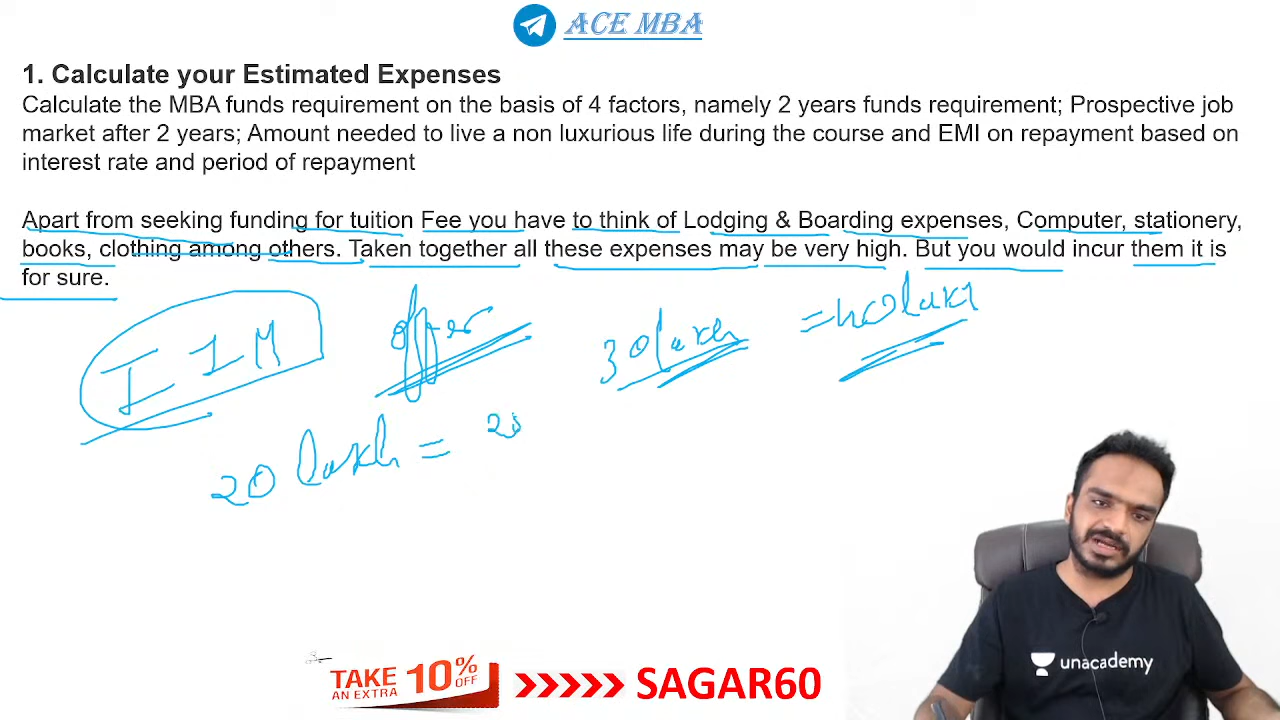 ACE MBA
1. Calculate your Estimated Expenses
Calculate the MBA funds requirement on the basis of 4 factors, namely 2 years funds requirement; Prospective job
market after 2 years; Amount needed to live a non luxurious life during the course and EMI on repayment based on
interest rate and period of repayment
Apart from seeking funding for tuition Fee you have to think of Lodging & Boarding expenses, Computer, stationery,
books, clothing among others. Taken together all these expenses may be very high. But you would incur them it is
for sure.
IIM offer 30 lakh = 40 lakh
20 lakh =
unacademy
TAKE 10% OFF
AN EXTRA
SAGAR60